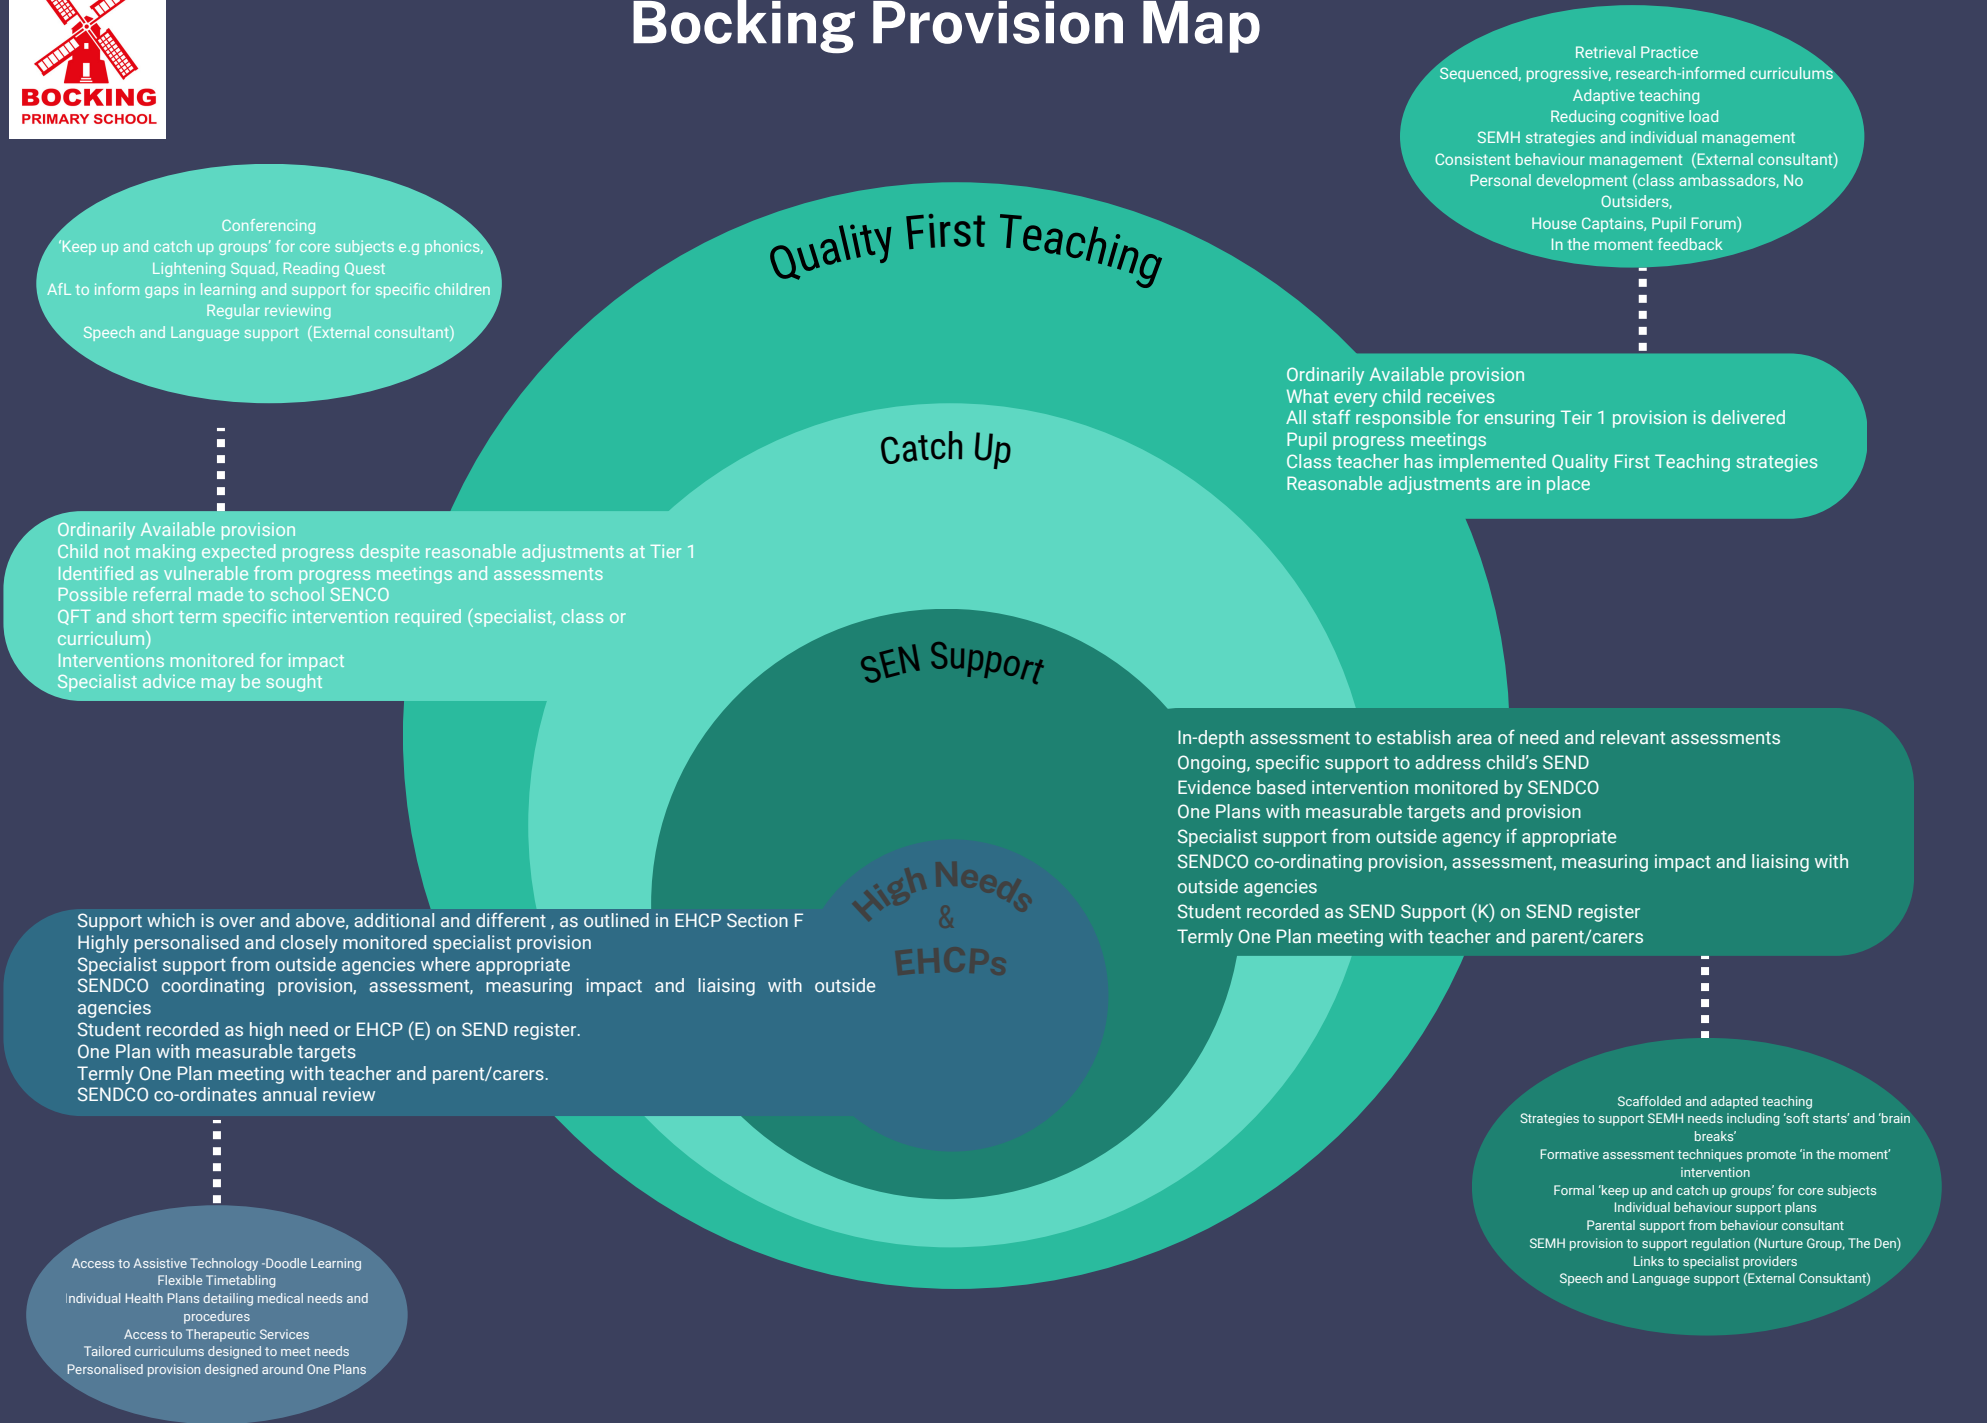 Bocking Provision Map
BOCKING
PRIMARY SCHOOL
Retrieval Practice
Sequenced, progressive, research-informed curriculums
Adaptive teaching
Reducing cognitive load
SEMH strategies and individual management
Consistent behaviour management (External consultant)
Personal development (class ambassadors, No
Outsiders,
House Captains, Pupil Forum)
In the moment feedback
Conferencing
‘Keep up and catch up groups’ for core subjects e.g phonics,
Lightening Squad, Reading Quest
AfL to inform gaps in learning and support for specific children
Regular reviewing
Speech and Language support (External consultant)
Quality First Teaching
Ordinarily Available provision
What every child receives
All staff responsible for ensuring Teir 1 provision is delivered
Pupil progress meetings
Class teacher has implemented Quality First Teaching strategies
Reasonable adjustments are in place
Catch Up
Ordinarily Available provision
Child not making expected progress despite reasonable adjustments at Tier 1
Identified as vulnerable from progress meetings and assessments
Possible referral made to school SENCO
QFT and short term specific intervention required (specialist, class or
curriculum)
Interventions monitored for impact
Specialist advice may be sought
SEN Support
In-depth assessment to establish area of need and relevant assessments
Ongoing, specific support to address child’s SEND
Evidence based intervention monitored by SENDCO
One Plans with measurable targets and provision
Specialist support from outside agency if appropriate
SENDCO co-ordinating provision, assessment, measuring impact and liaising with
outside agencies
Student recorded as SEND Support (K) on SEND register
Termly One Plan meeting with teacher and parent/carers
High Needs
&
EHCPs
Support which is over and above, additional and different , as outlined in EHCP Section F
Highly personalised and closely monitored specialist provision
Specialist support from outside agencies where appropriate
SENDCO coordinating provision, assessment, measuring impact and liaising with outside
agencies
Student recorded as high need or EHCP (E) on SEND register.
One Plan with measurable targets
Termly One Plan meeting with teacher and parent/carers.
SENDCO co-ordinates annual review
Scaffolded and adapted teaching
Strategies to support SEMH needs including ‘soft starts’ and ‘brain
breaks’
Formative assessment techniques promote ‘in the moment’
intervention
Formal ‘keep up and catch up groups’ for core subjects
Individual behaviour support plans
Parental support from behaviour consultant
SEMH provision to support regulation (Nurture Group, The Den)
Links to specialist providers
Speech and Language support (External Consuktant)
Access to Assistive Technology -Doodle Learning
Flexible Timetabling
Individual Health Plans detailing medical needs and
procedures
Access to Therapeutic Services
Tailored curriculums designed to meet needs
Personalised provision designed around One Plans